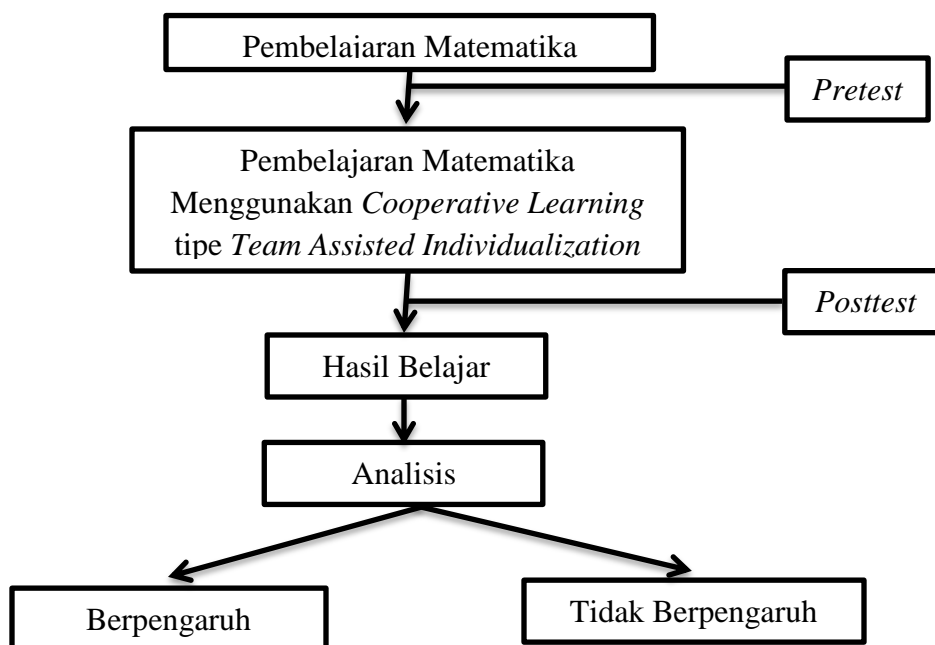 Pembelajaran Matematika
Pretest
Pembelajaran Matematika
Menggunakan Cooperative Learning
tipe Team Assisted Individualization
Posttest
Hasil Belajar
Analisis
Berpengaruh
Tidak Berpengaruh